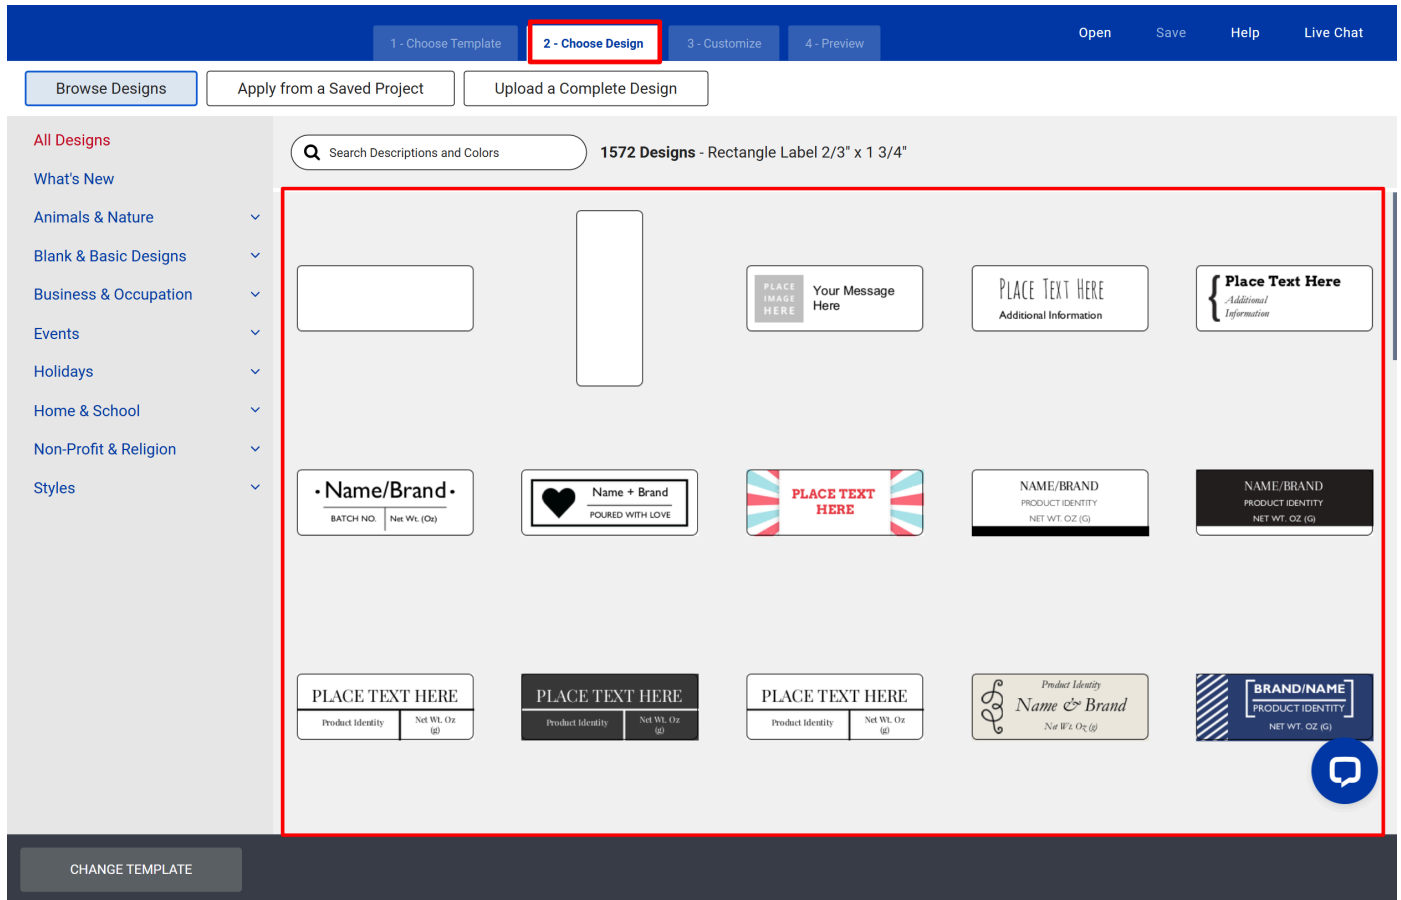 1 - Choose Template
2 - Choose Design
3 - Customize
4 - Preview
Open
Save
Help
Live Chat
Browse Designs
Apply from a Saved Project
Upload a Complete Design
All Designs
What's New
Animals & Nature
Blank & Basic Designs
Business & Occupation
Events
Holidays
Home & School
Non-Profit & Religion
Styles
Search Descriptions and Colors
1572 Designs - Rectangle Label 2/3" x 1 3/4"
PLACE
IMAGE
HERE
Your Message
Here
Place Text Here
Additional Information
Place Text Here
Additional
Information
·Name/Brand·
BATCH NO.
Net Wt. (Oz)
Name + Brand
POURED WITH LOVE
PLACE TEXT
HERE
NAME/BRAND
PRODUCT IDENTITY
NET WT. OZ (G)
NAME/BRAND
PRODUCT IDENTITY
NET WT. OZ (G)
PLACE TEXT HERE
Product Identity
Net Wt. Oz
(g)
PLACE TEXT HERE
Product Identity
Net Wt. Oz
(g)
PLACE TEXT HERE
Product Identity
Net Wt. Oz
(g)
Product Identity
Name & Brand
Net Wt. Oz (g)
BRAND/NAME
PRODUCT IDENTITY
NET WT. OZ (G)
CHANGE TEMPLATE